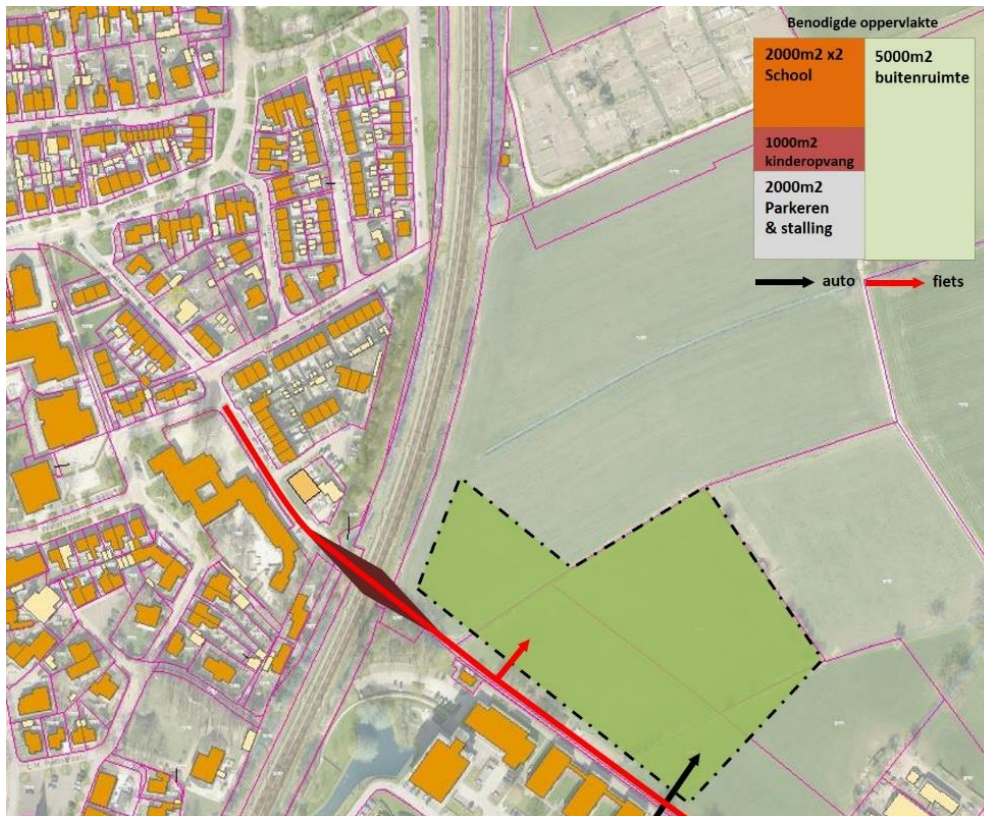 Benodigde oppervlakte
2000m2 x2
School
5000m2
buitenruimte
1000m2
kinderopvang
2000m2
Parkeren
& stalling
auto
fiets